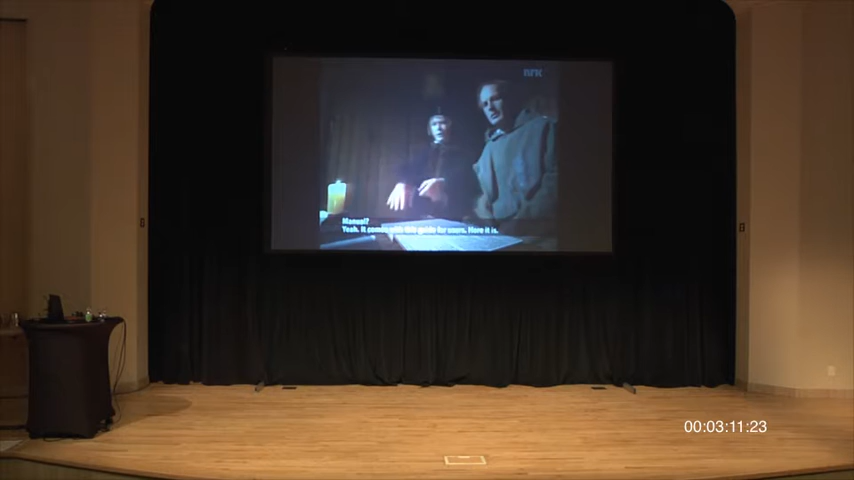 NRK
Manual?
Yeah. It comes with this guide for users. Here it is.
00:03:11:23